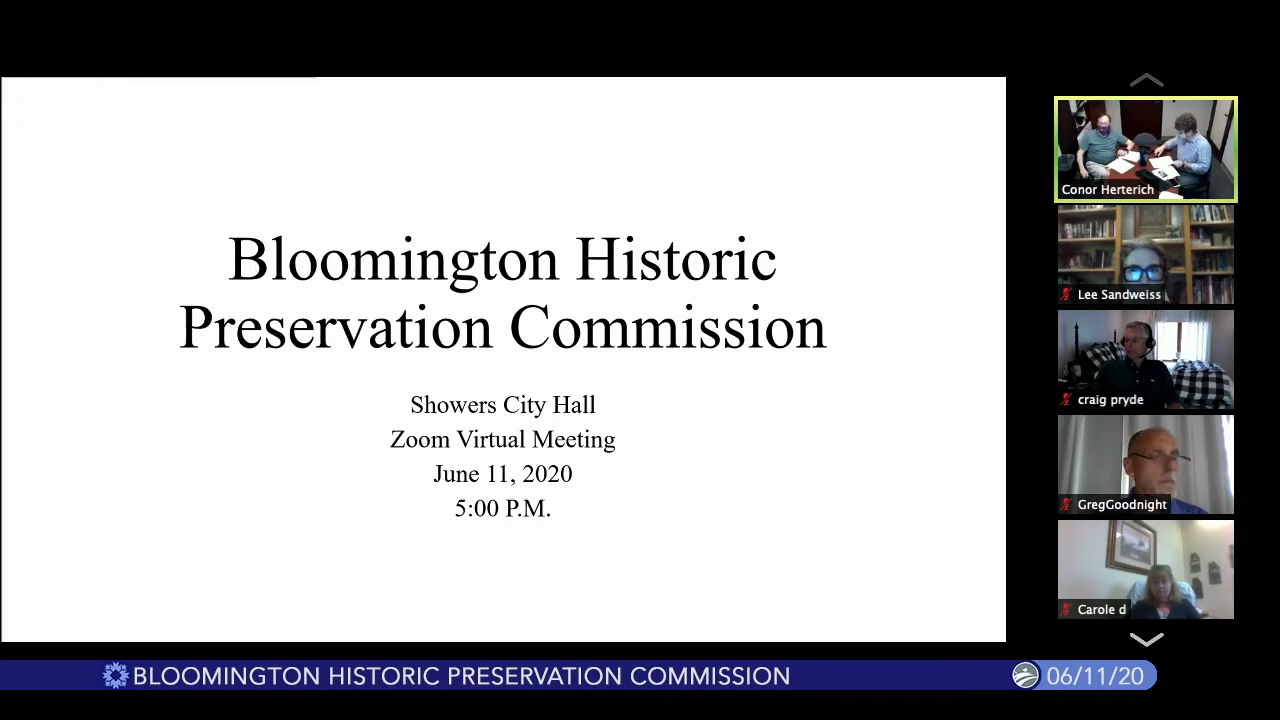 Bloomington Historic
Preservation Commission
Showers City Hall
Zoom Virtual Meeting
June 11, 2020
5:00 P.M.
Conor Herterich
Lee Sandweiss
craig pryde
GregGoodnight
Carole d
BLOOMINGTON HISTORIC PRESERVATION COMMISSION
06/11/20